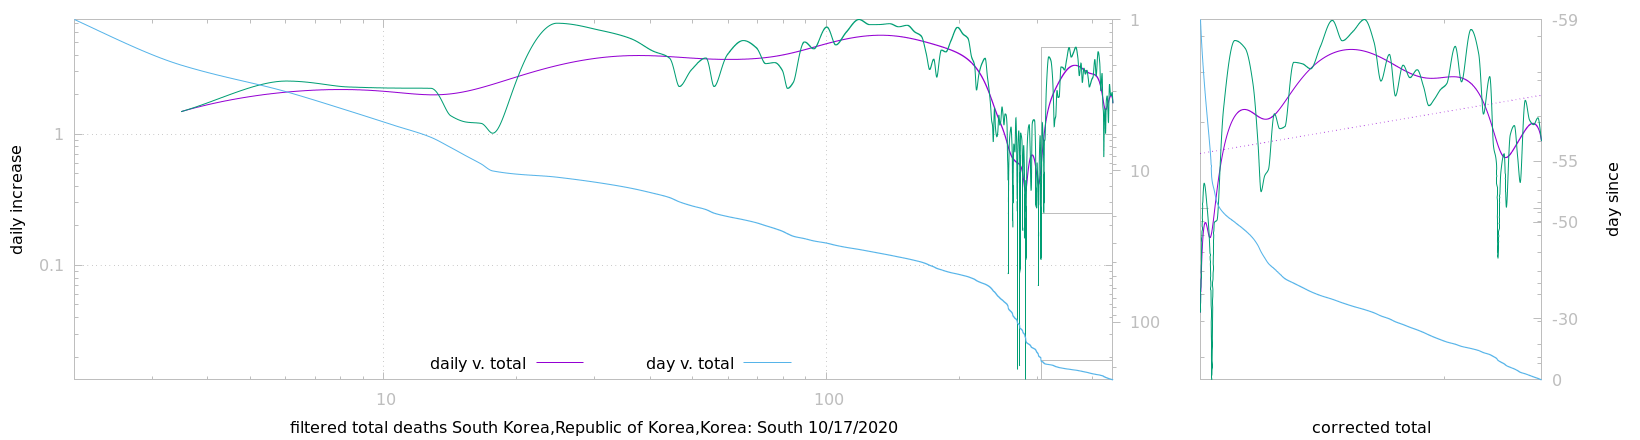 daily increase
1
0.1
10
100
1
10
100
daily v. total
day v. total
filtered total deaths South Korea,Republic of Korea,Korea: South 10/17/2020
-59
-55
-50
-30
0
day since
corrected total